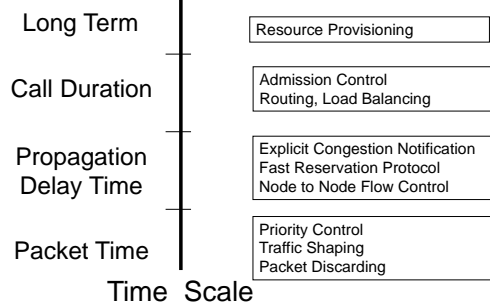 Long Term
Resource Provisioning
Call Duration
Admission Control
Routing, Load Balancing
Propagation
Delay Time
Explicit Congestion Notification
Fast Reservation Protocol
Node to Node Flow Control
Packet Time
Priority Control
Traffic Shaping
Packet Discarding
Time Scale